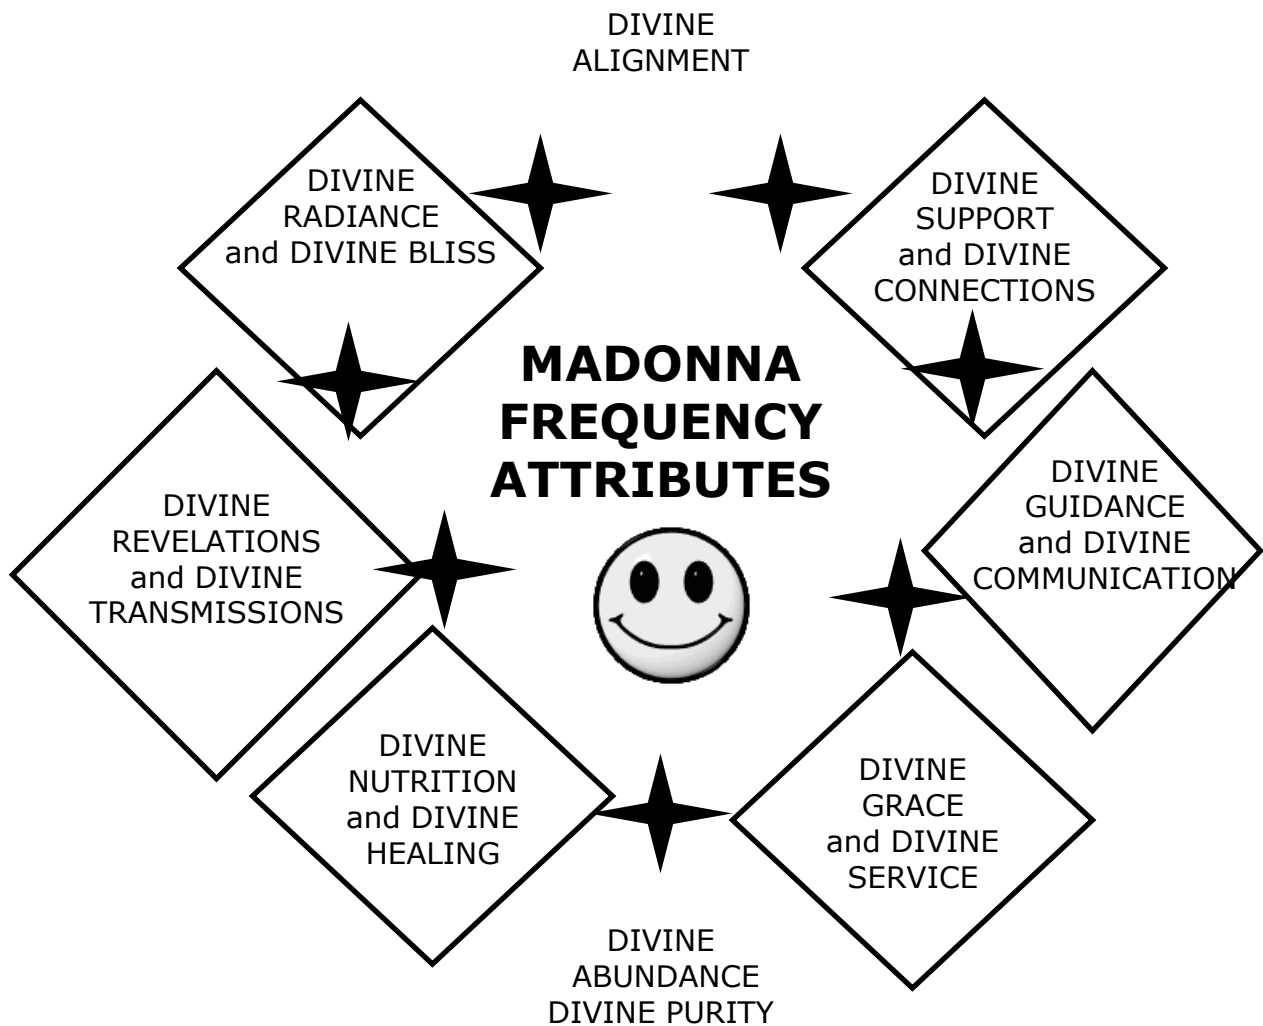 DIVINE
ALIGNMENT
DIVINE
RADIANCE
and DIVINE BLISS
DIVINE
SUPPORT
and DIVINE
CONNECTIONS
MADONNA
FREQUENCY
ATTRIBUTES
DIVINE
REVELATIONS
and DIVINE
TRANSMISSIONS
DIVINE
GUIDANCE
and DIVINE
COMMUNICATION
DIVINE
NUTRITION
and DIVINE
HEALING
DIVINE
GRACE
and DIVINE
SERVICE
DIVINE
ABUNDANCE
DIVINE PURITY